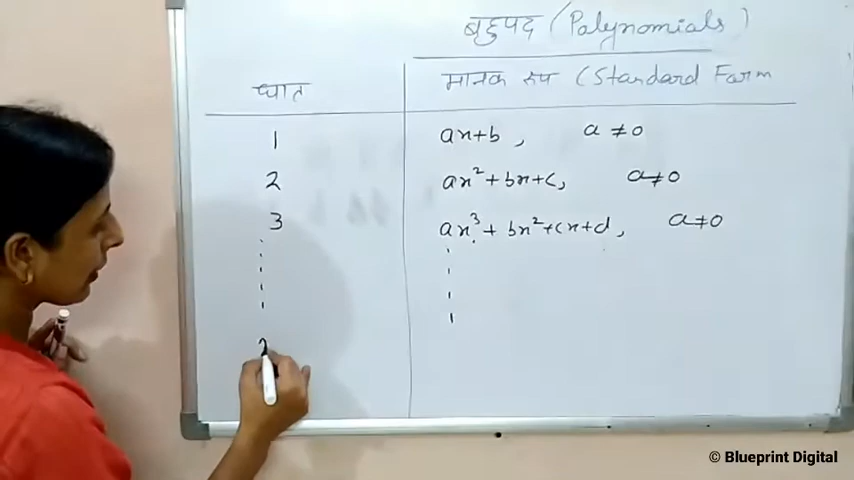 बहुपद (Polynomials)
घात मानक रूप (Standard Form
1 ax+b, a ≠ 0
2 ax² + bx + c, a ≠ 0
3 ax³ + bx² + cx + d, a ≠ 0
© Blueprint Digital